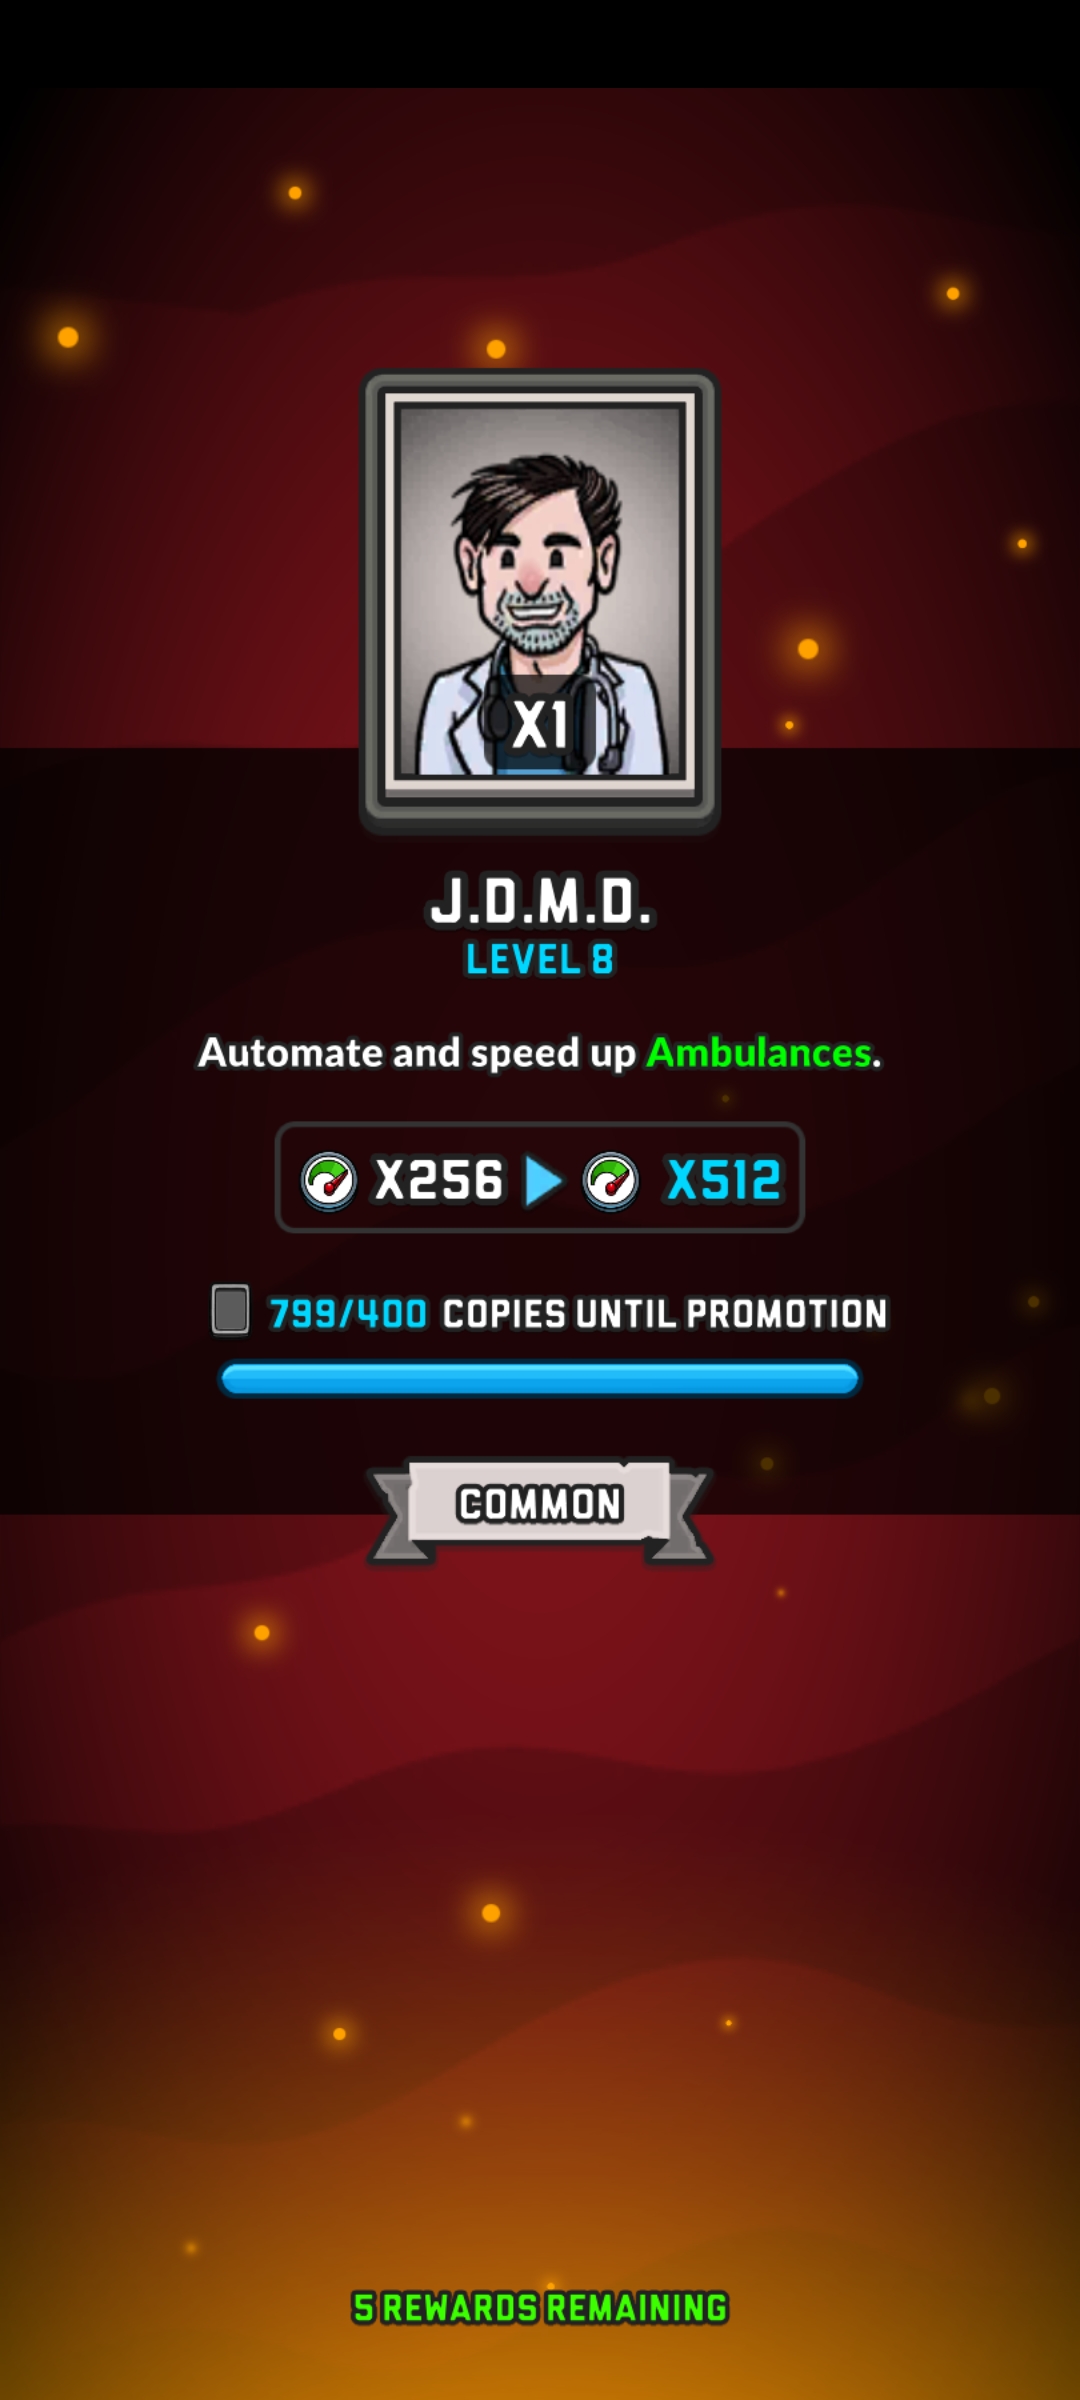 X1
J.D.M.D.
LEVEL 8
Automate and speed up Ambulances.
X256 X512
799/400 COPIES UNTIL PROMOTION
COMMON
5 REWARDS REMAINING